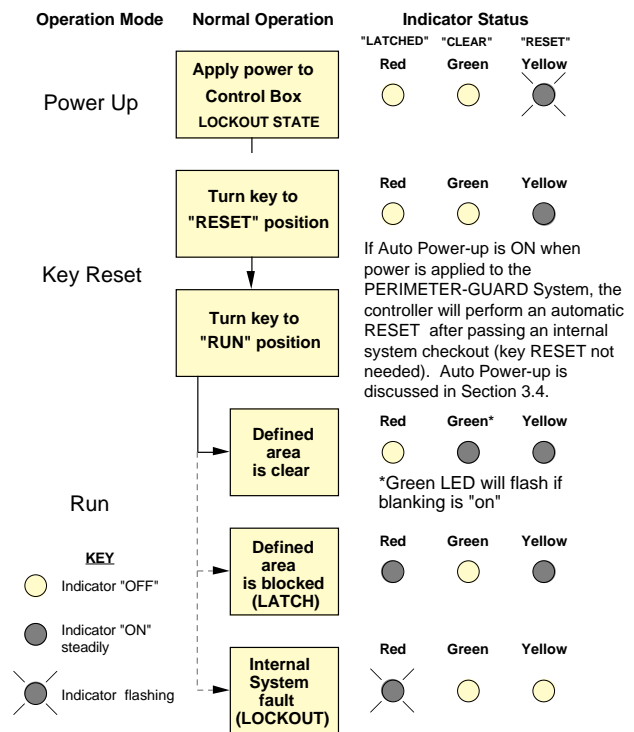 Operation Mode Normal Operation Indicator Status
"LATCHED" "CLEAR" "RESET"
Power Up
Apply power to
Control Box
LOCKOUT STATE
Red Green Yellow
Key Reset
Turn key to
"RESET" position
Red Green Yellow
If Auto Power-up is ON when
power is applied to the
PERIMETER-GUARD System, the
controller will perform an automatic
RESET after passing an internal
system checkout (key RESET not
needed). Auto Power-up is
discussed in Section 3.4.
Turn key to
"RUN" position
Run
Defined
area
is clear
Red Green* Yellow
*Green LED will flash if
blanking is "on"
Defined
area
is blocked
(LATCH)
Red Green Yellow
Internal
System
fault
(LOCKOUT)
Red Green Yellow
KEY
Indicator "OFF"
Indicator "ON"
steadily
Indicator flashing